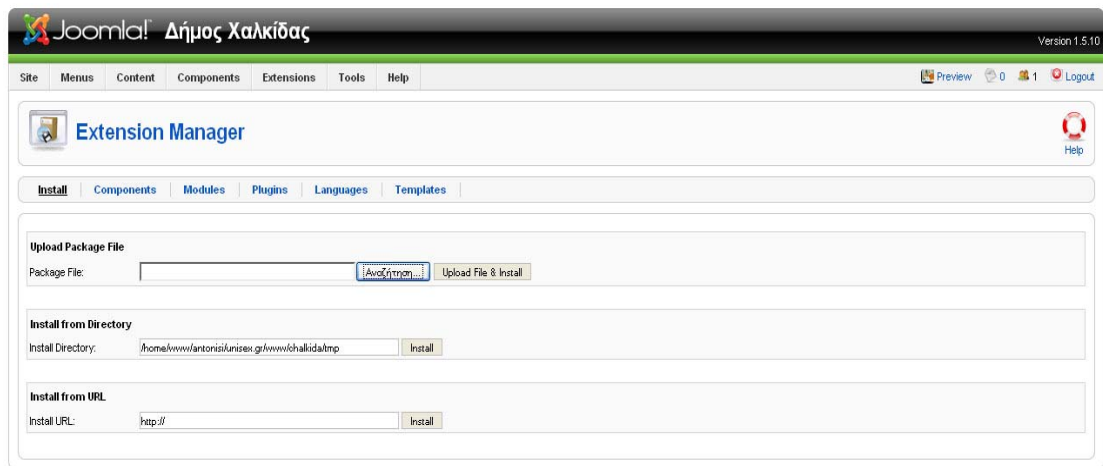 Joomla! Δήμος Χαλκίδας
Version 1.5.10
Site Menus Content Components Extensions Tools Help Preview 0 1 Logout
Extension Manager
Help
Install Components Modules Plugins Languages Templates
Upload Package File
Package File: Αναζήτηση... Upload File & Install
Install from Directory
Install Directory: /home/www/antonisi/unisex.gr/www/chalkida/tmp Install
Install from URL
Install URL: http:// Install